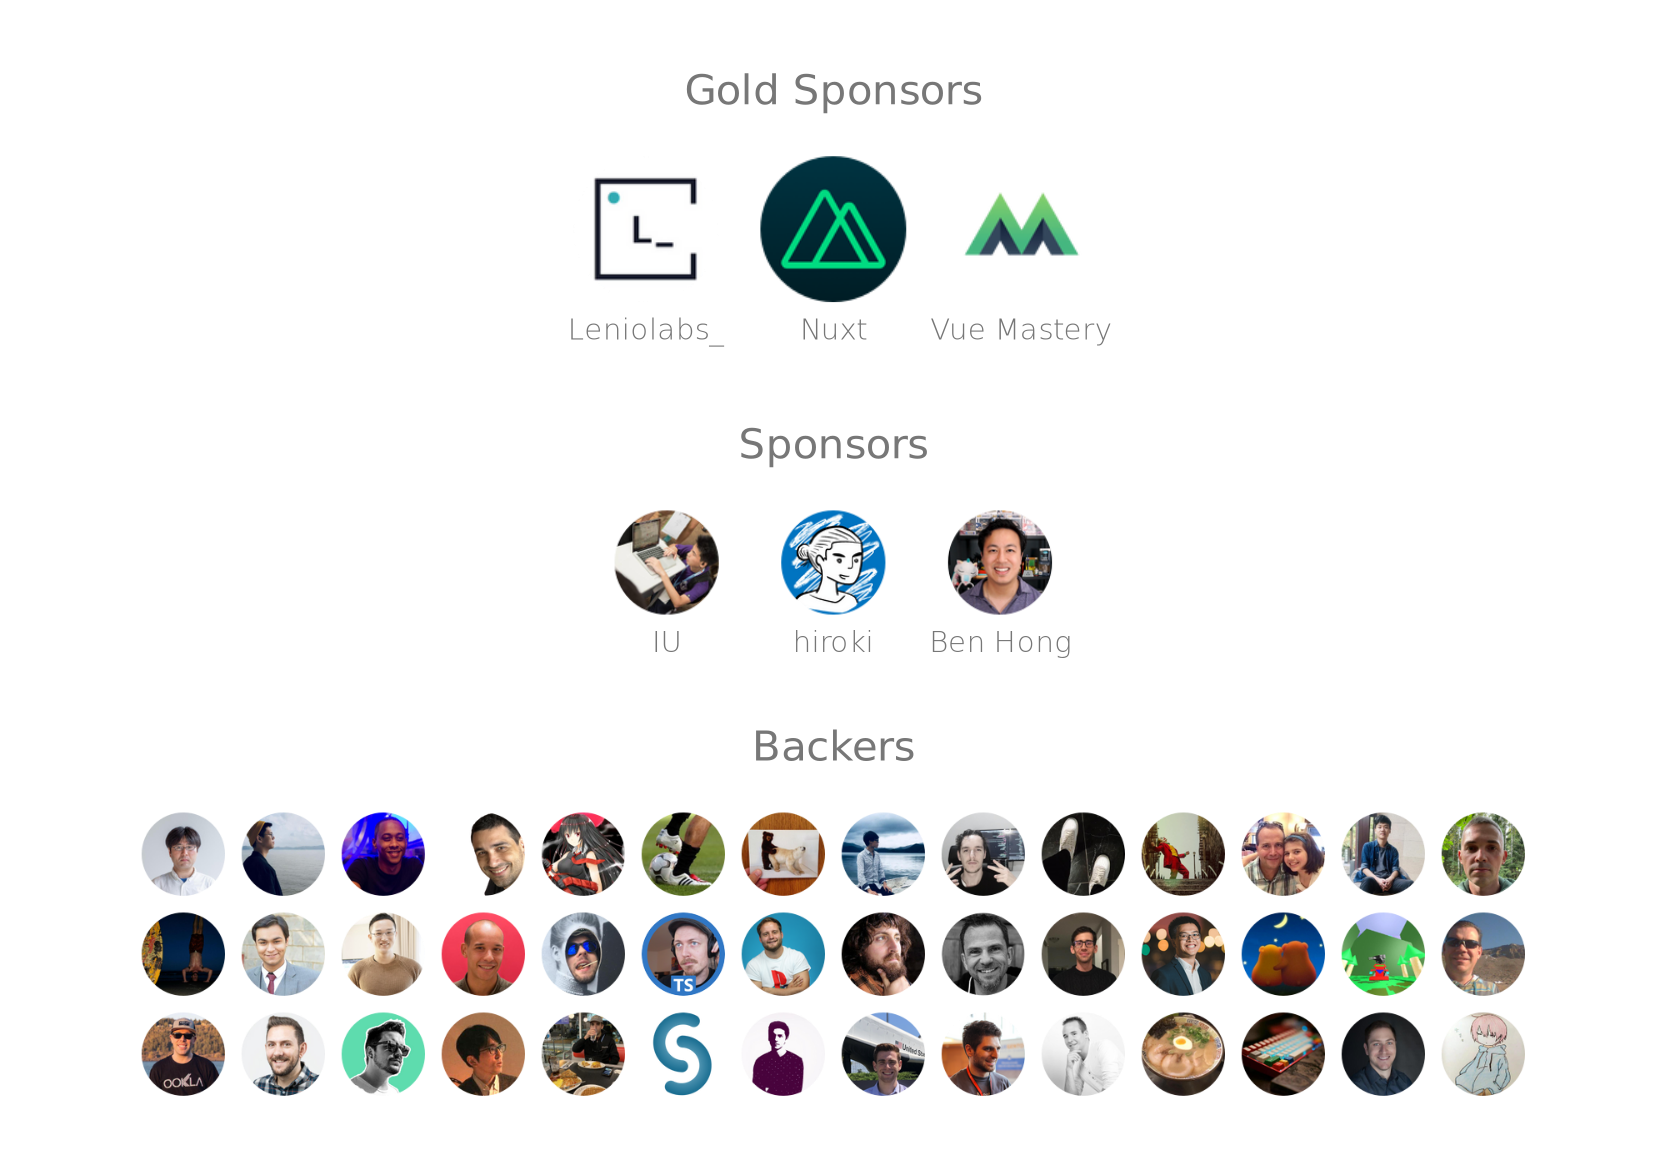 Gold Sponsors
L_
Leniolabs_
Nuxt
Vue Mastery
Sponsors
IU
hiroki
Ben Hong
Backers
TS
OOKLA
S